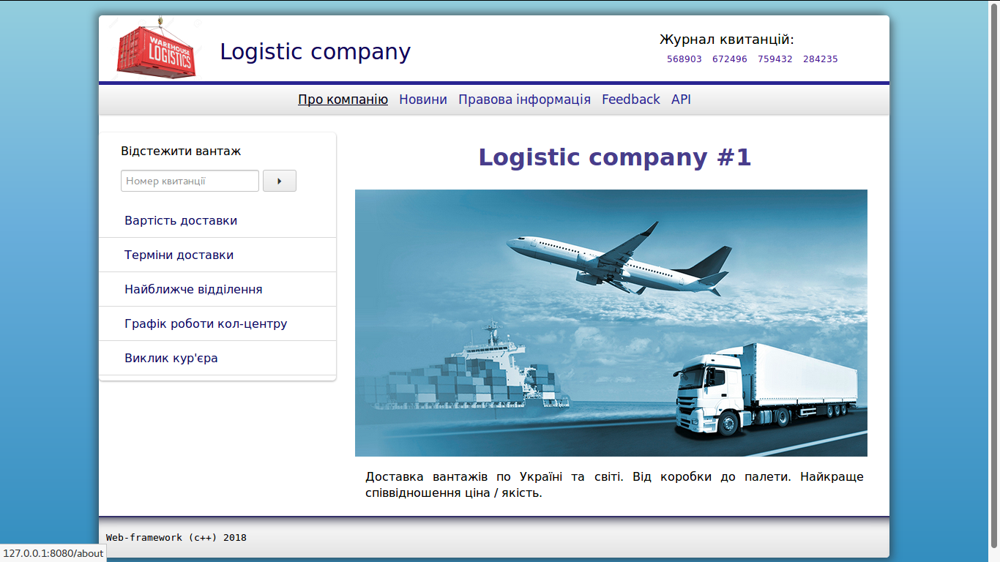 WAREHOUSE
LOGISTICS
Logistic company
Журнал квитанцій:
568903 672496 759432 284235
Про компанію Новини Правова інформація Feedback API
Відстежити вантаж
Номер квитанції
Вартість доставки
Терміни доставки
Найближче відділення
Графік роботи кол-центру
Виклик кур'єра
Logistic company #1
Доставка вантажів по Україні та світі. Від коробки до палети. Найкраще
співвідношення ціна / якість.
Web-framework (c++) 2018
127.0.0.1:8080/about